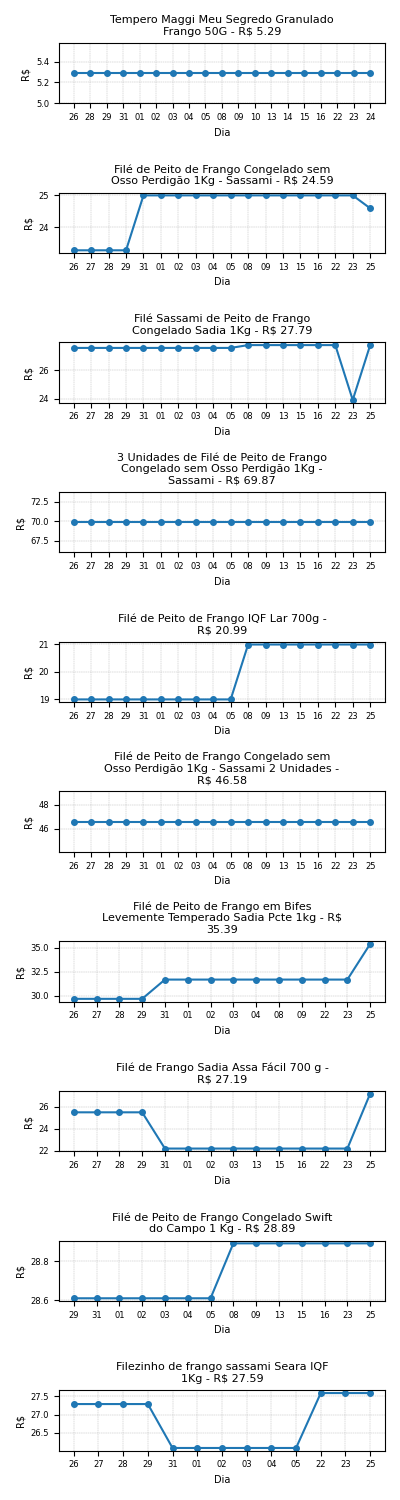 Tempero Maggi Meu Segredo Granulado
Frango 50G - R$ 5.29
5.4
5.2
5.0
R$
26 28 29 31 01 02 03 04 05 08 09 10 13 14 15 16 22 23 24
Dia
Filé de Peito de Frango Congelado sem
Osso Perdigão 1Kg - Sassami - R$ 24.59
25
24
R$
26 27 28 29 31 01 02 03 04 05 08 09 13 15 16 22 23 25
Dia
Filé Sassami de Peito de Frango
Congelado Sadia 1Kg - R$ 27.79
26
24
R$
26 27 28 29 31 01 02 03 04 05 08 09 13 15 16 22 23 25
Dia
3 Unidades de Filé de Peito de Frango
Congelado sem Osso Perdigão 1Kg -
Sassami - R$ 69.87
72.5
70.0
67.5
R$
26 27 28 29 31 01 02 03 04 05 08 09 13 15 16 22 23 25
Dia
Filé de Peito de Frango IQF Lar 700g -
R$ 20.99
21
20
19
R$
26 27 28 29 31 01 02 03 04 05 08 09 13 15 16 22 23 25
Dia
Filé de Peito de Frango Congelado sem
Osso Perdigão 1Kg - Sassami 2 Unidades -
R$ 46.58
48
46
R$
26 27 28 29 31 01 02 03 04 05 08 09 13 15 16 22 23 25
Dia
Filé de Peito de Frango em Bifes
Levemente Temperado Sadia Pcte 1kg - R$
35.39
35.0
32.5
30.0
R$
26 27 28 29 31 01 02 03 04 08 09 22 23 25
Dia
Filé de Frango Sadia Assa Fácil 700 g -
R$ 27.19
26
24
22
R$
26 27 28 29 31 01 02 03 13 15 16 22 23 25
Dia
Filé de Peito de Frango Congelado Swift
do Campo 1 Kg - R$ 28.89
28.8
28.6
R$
29 31 01 02 03 04 05 08 09 13 15 16 23 25
Dia
Filezinho de frango sassami Seara IQF
1Kg - R$ 27.59
27.5
27.0
26.5
R$
26 27 28 29 31 01 02 03 04 05 22 23 25
Dia